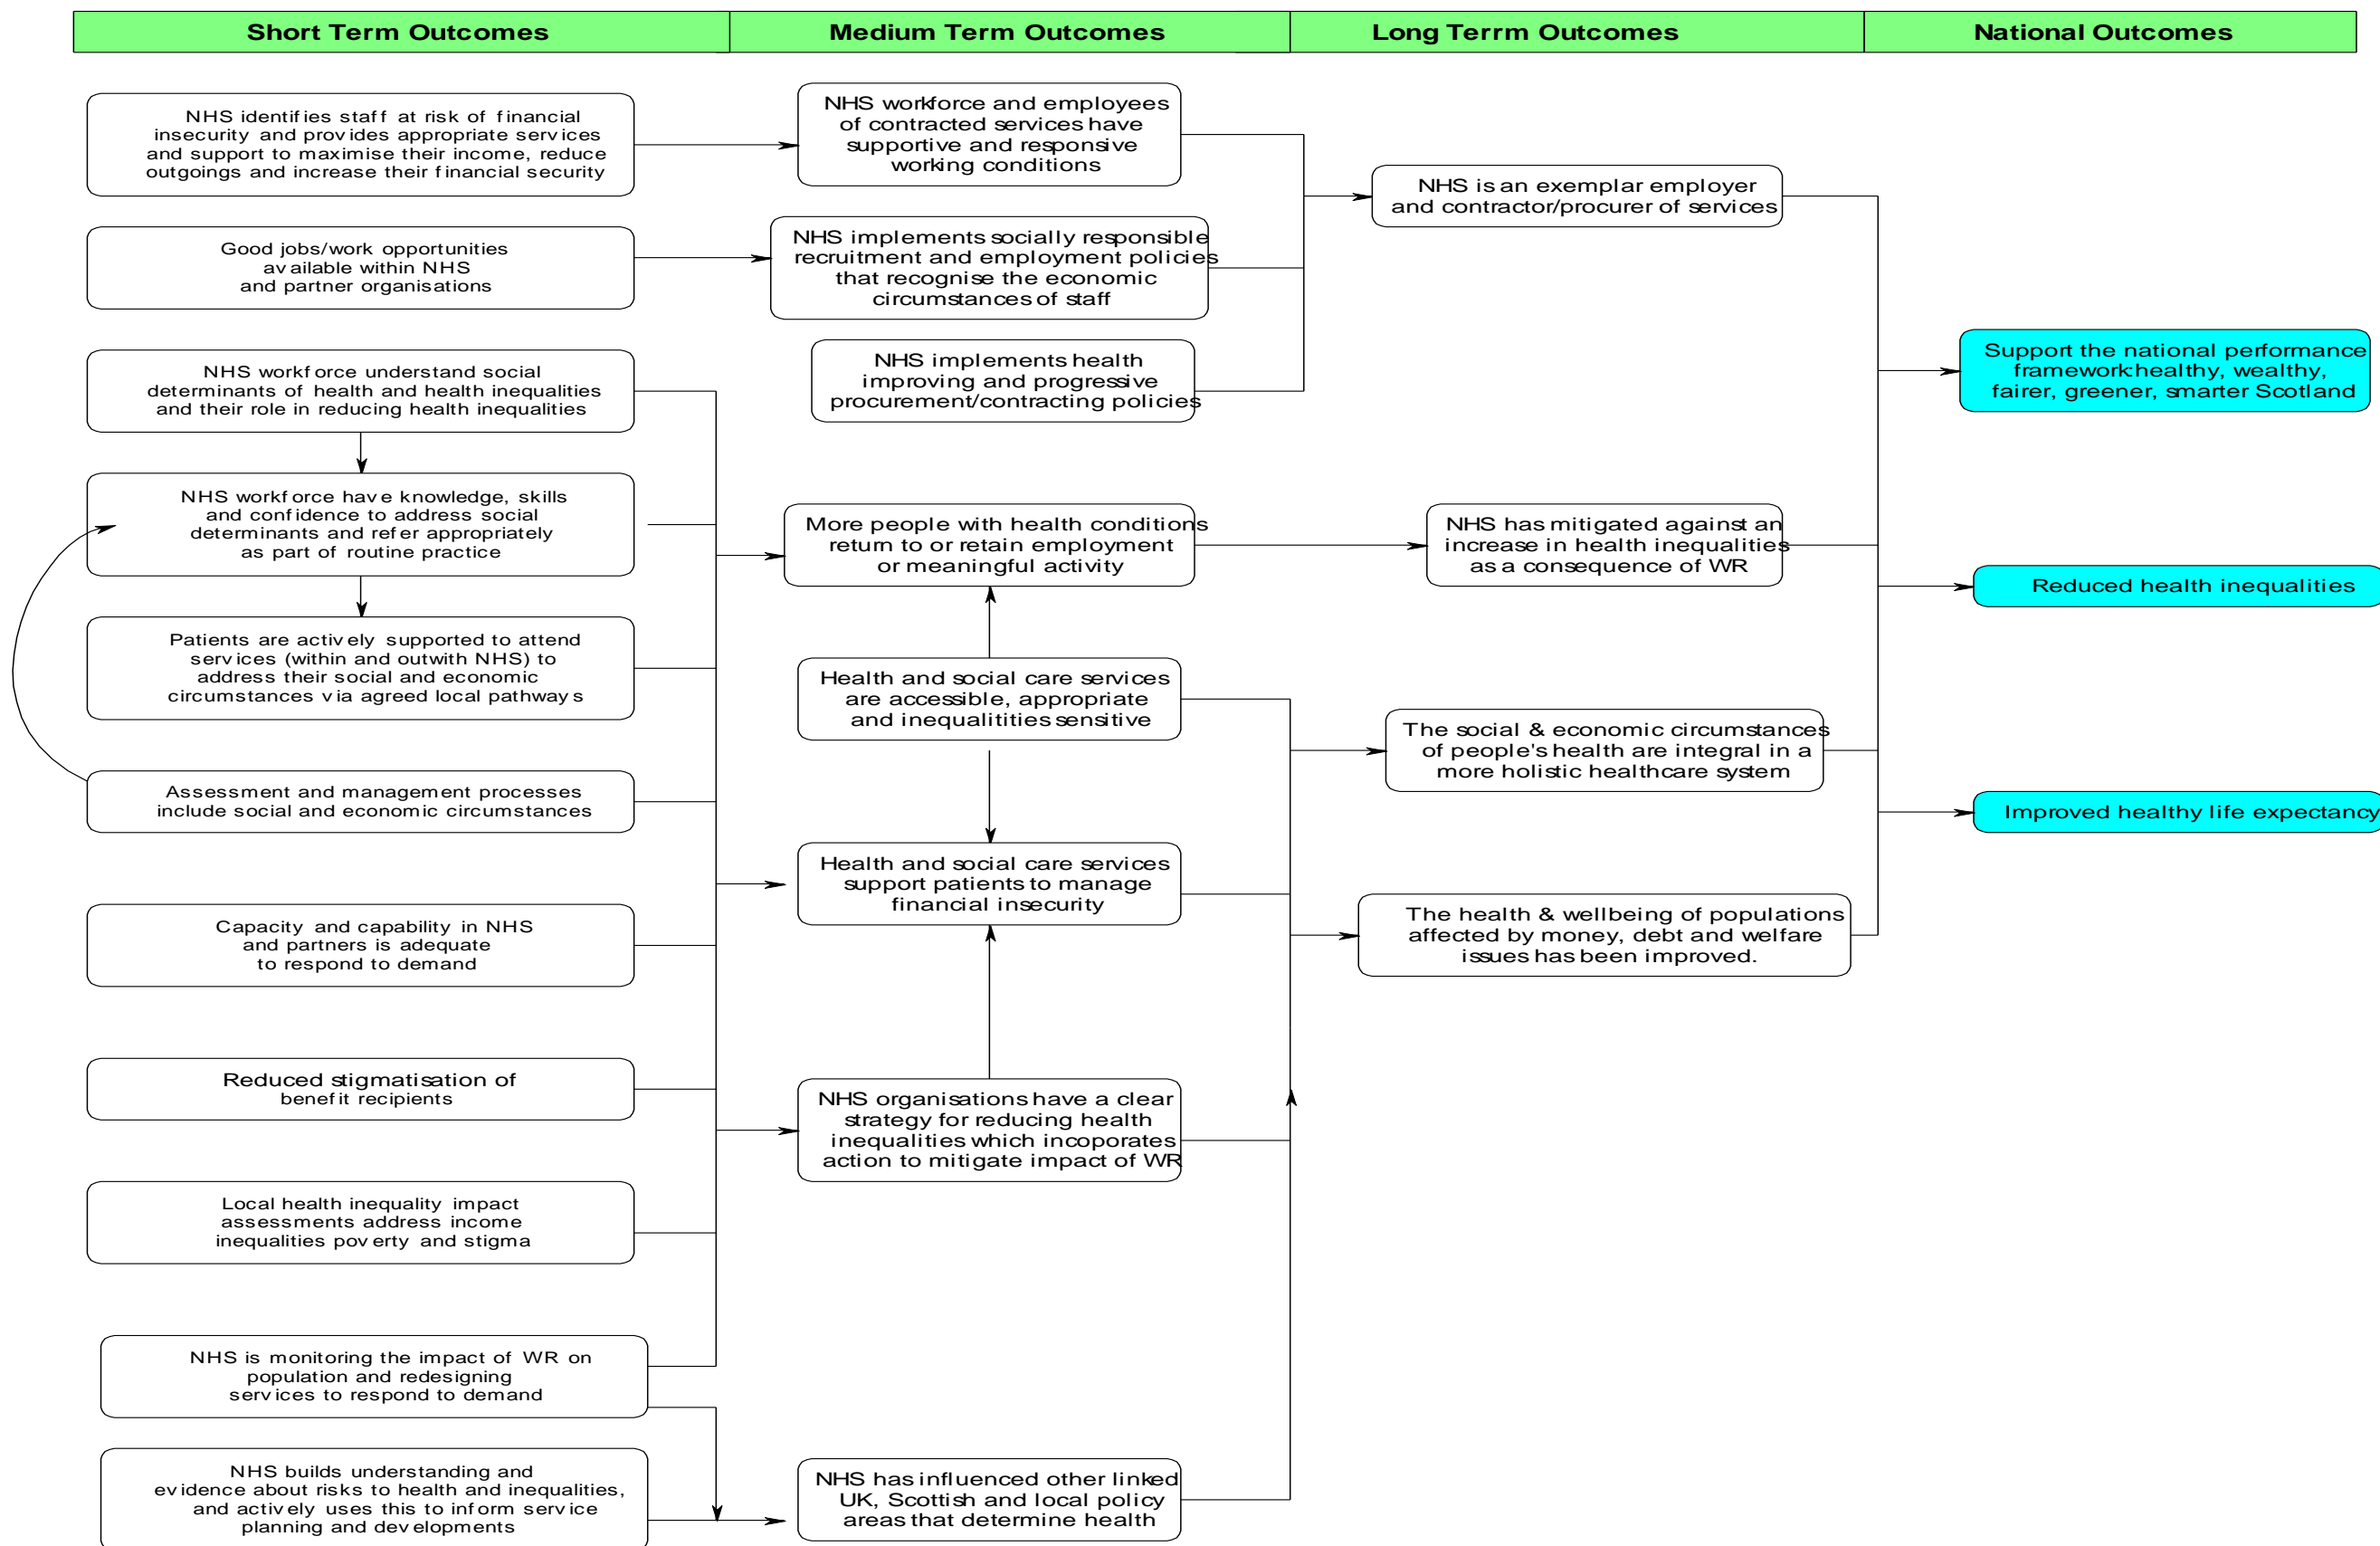 Short Term Outcomes
Medium Term Outcomes
Long Terrm Outcomes
National Outcomes
NHS identifies staff at risk of financial
insecurity and provides appropriate services
and support to maximise their income, reduce
outgoings and increase their financial security
Good jobs/work opportunities
available within NHS
and partner organisations
NHS workforce understand social
determinants of health and health inequalities
and their role in reducing health inequalities
NHS workforce have knowledge, skills
and confidence to address social
determinants and refer appropriately
as part of routine practice
Patients are actively supported to attend
services (within and outwith NHS) to
address their social and economic
circumstances via agreed local pathways
Assessment and management processes
include social and economic circumstances
Capacity and capability in NHS
and partners is adequate
to respond to demand
Reduced stigmatisation of
benefit recipients
Local health inequality impact
assessments address income
inequalities poverty and stigma
NHS is monitoring the impact of WR on
population and redesigning
services to respond to demand
NHS builds understanding and
evidence about risks to health and inequalities,
and actively uses this to inform service
planning and developments
NHS workforce and employees
of contracted services have
supportive and responsive
working conditions
NHS implements socially responsible
recruitment and employment policies
that recognise the economic
circumstances of staff
NHS implements health
improving and progressive
procurement/contracting policies
More people with health conditions
return to or retain employment
or meaningful activity
Health and social care services
are accessible, appropriate
and inequalitities sensitive
Health and social care services
support patients to manage
financial insecurity
NHS organisations have a clear
strategy for reducing health
inequalities which incoporates
action to mitigate impact of WR
NHS has influenced other linked
UK, Scottish and local policy
areas that determine health
NHS is an exemplar employer
and contractor/procurer of services
NHS has mitigated against an
increase in health inequalities
as a consequence of WR
The social & economic circumstances
of people's health are integral in a
more holistic healthcare system
The health & wellbeing of populations
affected by money, debt and welfare
issues has been improved.
Support the national performance
framework:healthy, wealthy,
fairer, greener, smarter Scotland
Reduced health inequalities
Improved healthy life expectancy